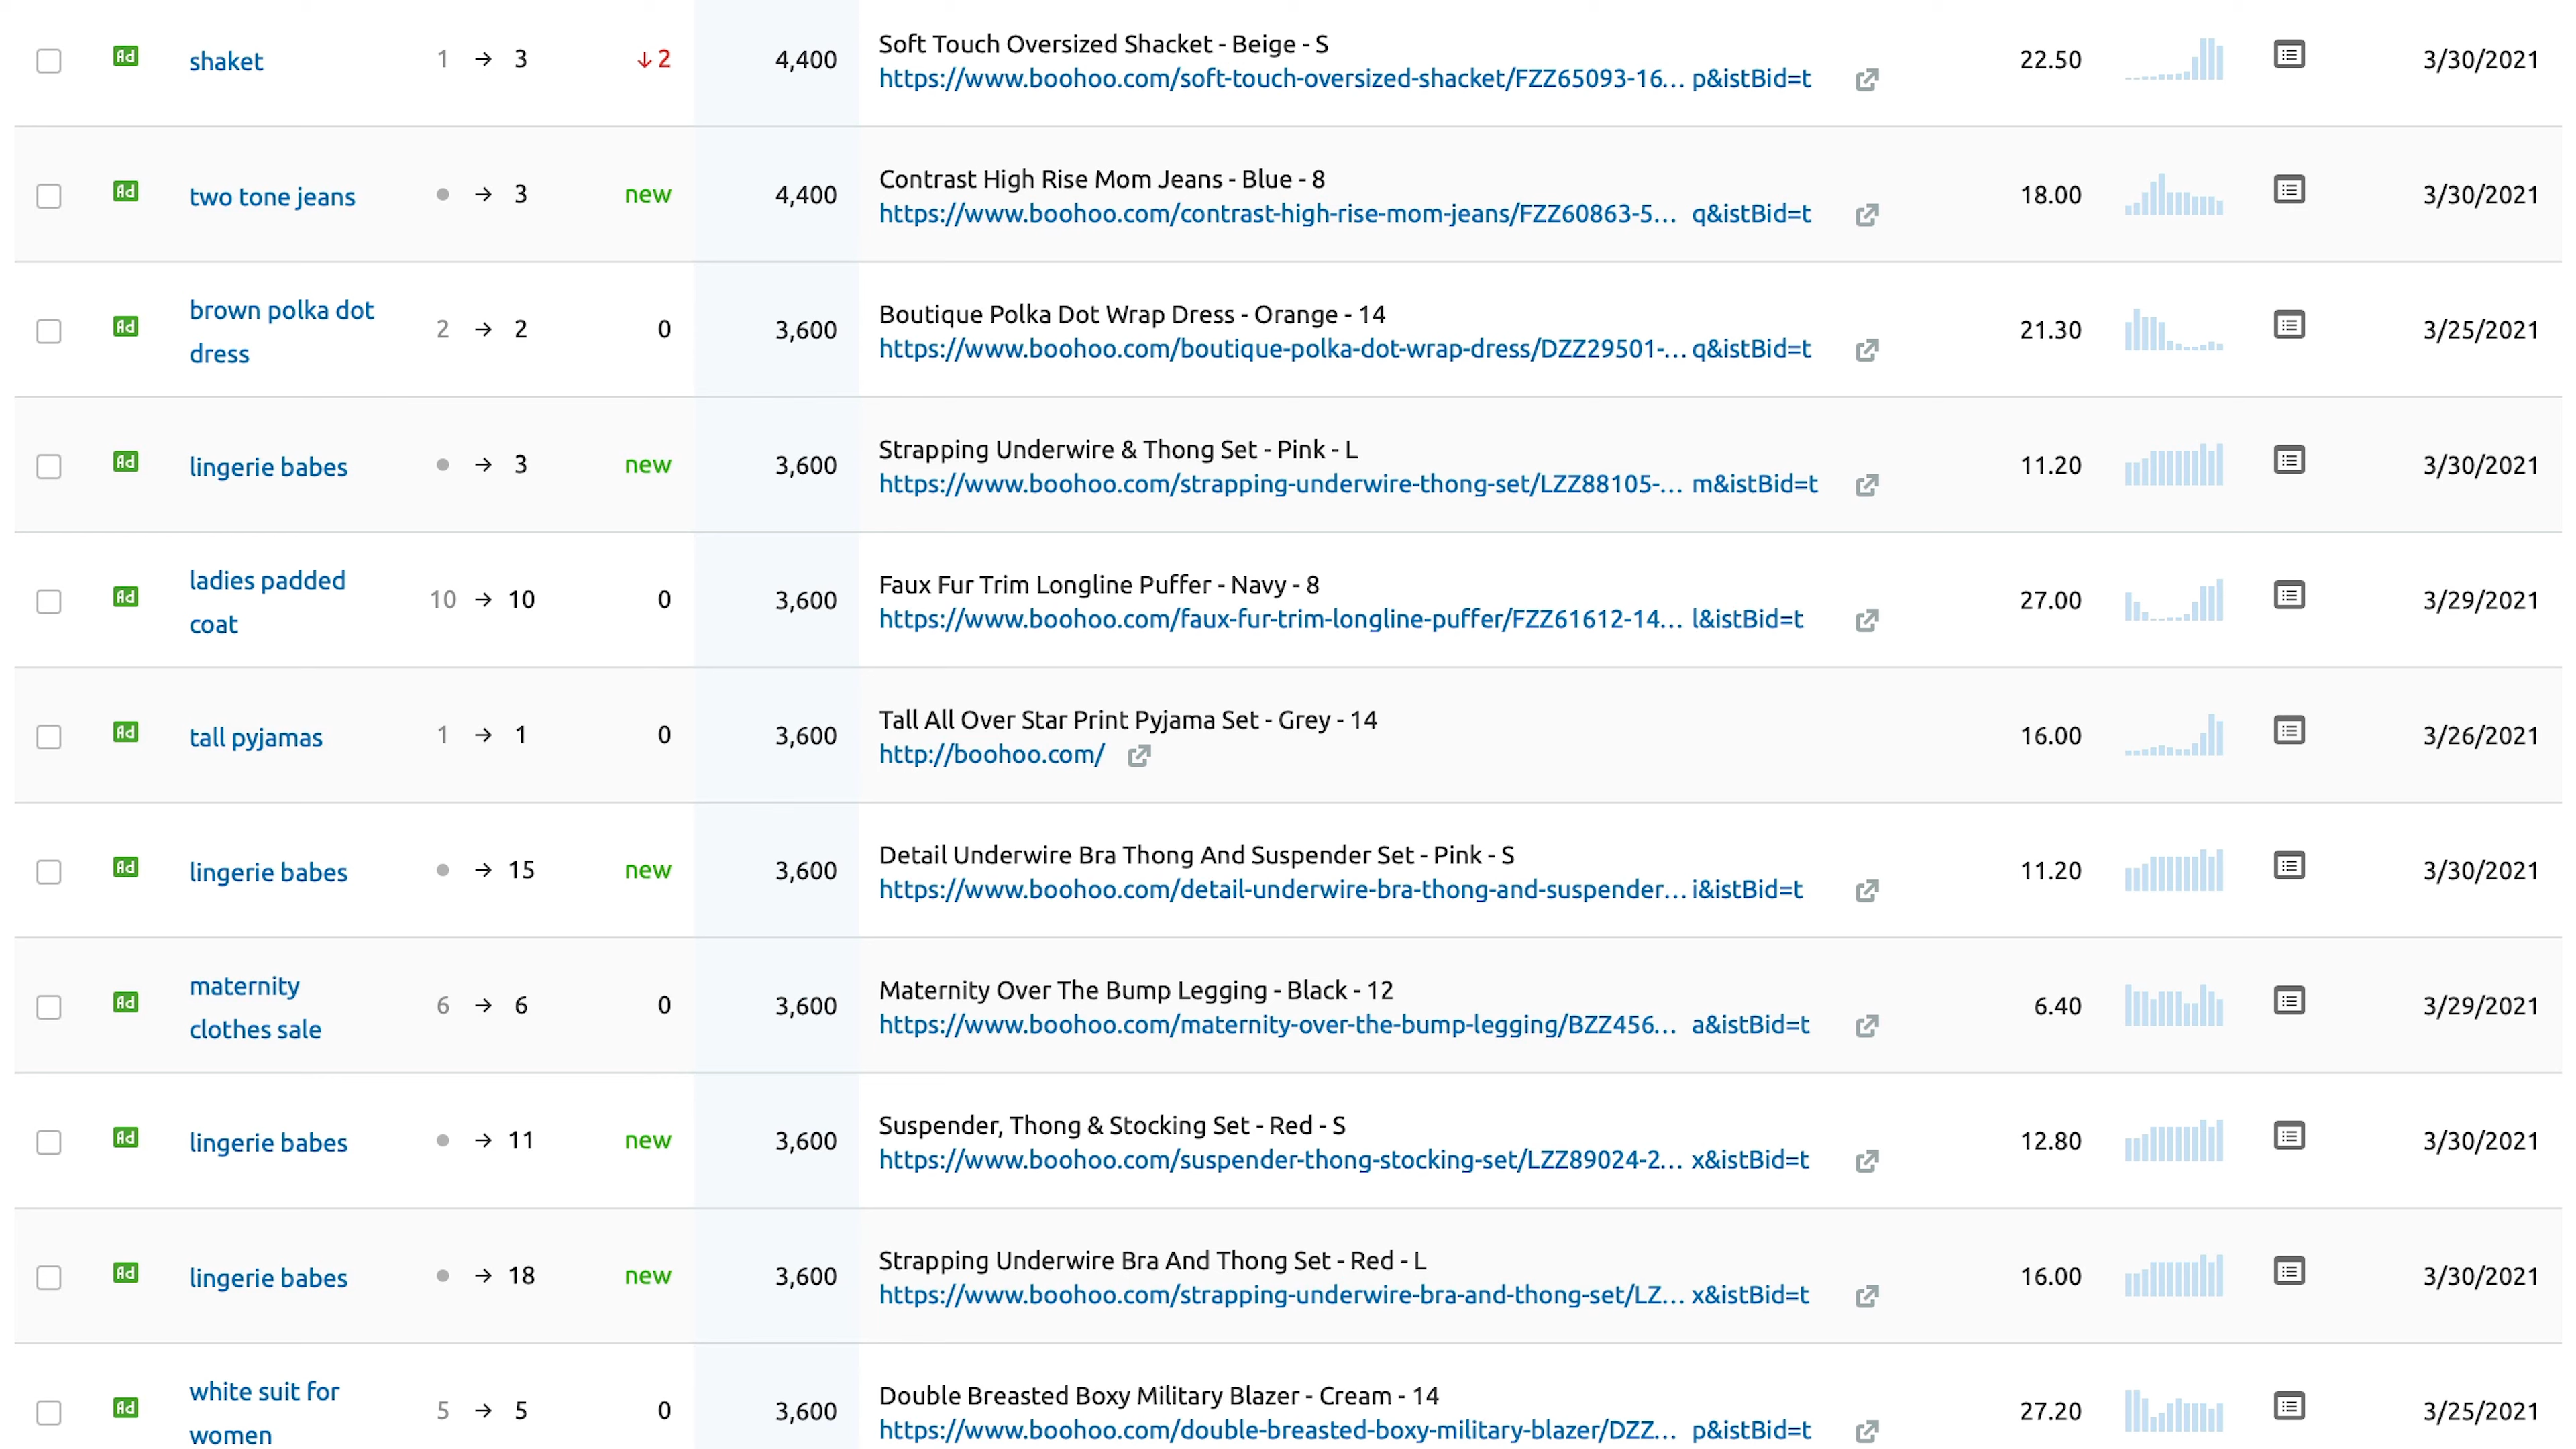 Ad shaket 1 → 3 ↓2 4,400 Soft Touch Oversized Shacket - Beige - S 22.50 3/30/2021
https://www.boohoo.com/soft-touch-oversized-shacket/FZZ65093-16... p&istBid=t
Ad two tone jeans → 3 new 4,400 Contrast High Rise Mom Jeans - Blue - 8 18.00 3/30/2021
https://www.boohoo.com/contrast-high-rise-mom-jeans/FZZ60863-5... q&istBid=t
Ad brown polka dot 2 → 2 0 3,600 Boutique Polka Dot Wrap Dress - Orange - 14 21.30 3/25/2021
dress https://www.boohoo.com/boutique-polka-dot-wrap-dress/DZZ29501-... q&istBid=t
Ad lingerie babes → 3 new 3,600 Strapping Underwire & Thong Set - Pink - L 11.20 3/30/2021
https://www.boohoo.com/strapping-underwire-thong-set/LZZ88105-... m&istBid=t
Ad ladies padded 10 → 10 0 3,600 Faux Fur Trim Longline Puffer - Navy - 8 27.00 3/29/2021
coat https://www.boohoo.com/faux-fur-trim-longline-puffer/FZZ61612-14... l&istBid=t
Ad tall pyjamas 1 → 1 0 3,600 Tall All Over Star Print Pyjama Set - Grey - 14 16.00 3/26/2021
http://boohoo.com/
Ad lingerie babes → 15 new 3,600 Detail Underwire Bra Thong And Suspender Set - Pink - S 11.20 3/30/2021
https://www.boohoo.com/detail-underwire-bra-thong-and-suspender... i&istBid=t
Ad maternity 6 → 6 0 3,600 Maternity Over The Bump Legging - Black - 12 6.40 3/29/2021
clothes sale https://www.boohoo.com/maternity-over-the-bump-legging/BZZ456... a&istBid=t
Ad lingerie babes → 11 new 3,600 Suspender, Thong & Stocking Set - Red - S 12.80 3/30/2021
https://www.boohoo.com/suspender-thong-stocking-set/LZZ89024-2... x&istBid=t
Ad lingerie babes → 18 new 3,600 Strapping Underwire Bra And Thong Set - Red - L 16.00 3/30/2021
https://www.boohoo.com/strapping-underwire-bra-and-thong-set/LZ... x&istBid=t
Ad white suit for 5 → 5 0 3,600 Double Breasted Boxy Military Blazer - Cream - 14 27.20 3/25/2021
women https://www.boohoo.com/double-breasted-boxy-military-blazer/DZZ... p&istBid=t